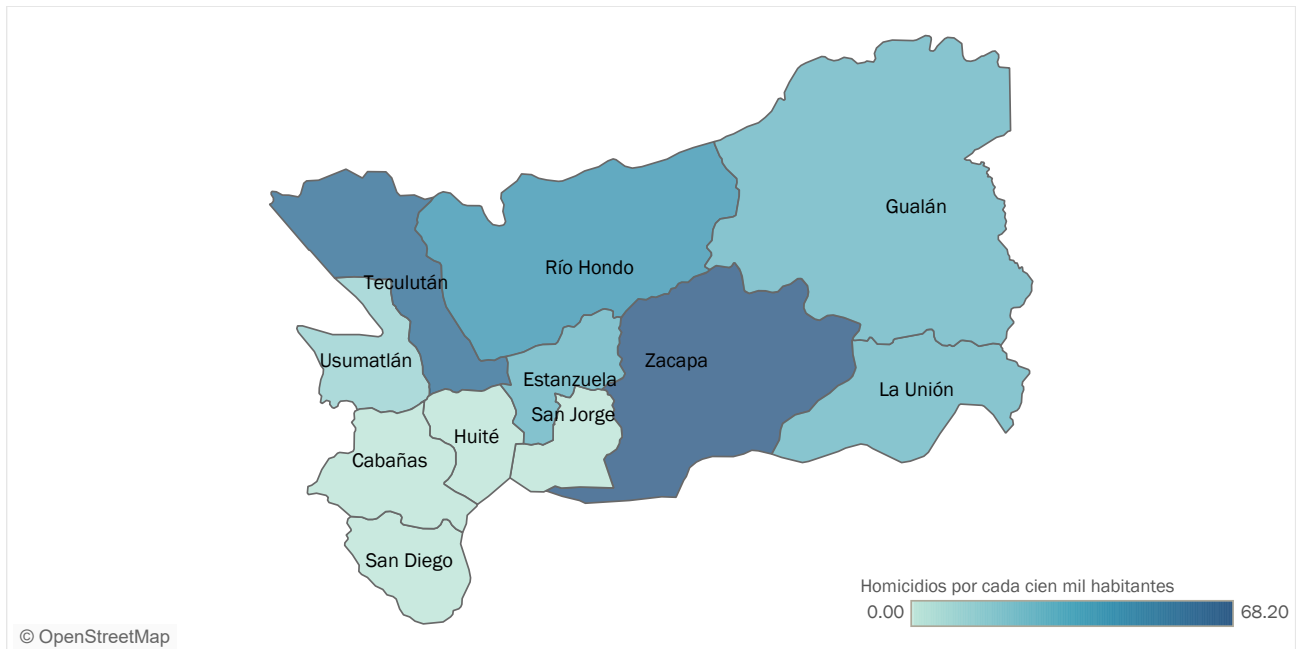 Gualán
Río Hondo
Teculután
Usumatlán
Zacapa
Estanzuela
La Unión
San Jorge
Huité
Cabañas
San Diego
Homicidios por cada cien mil habitantes
0.00
68.20
© OpenStreetMap